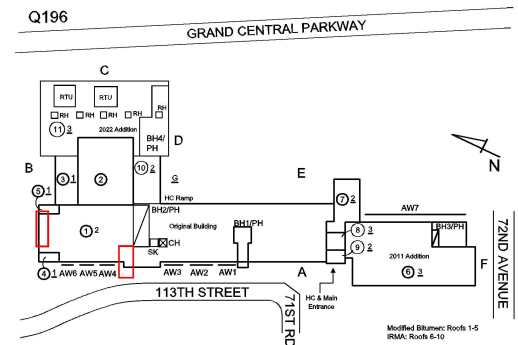 Q196
GRAND CENTRAL PARKWAY
C
RTU
RTU
RH
RH RH RH RH
11 3
2022 Addition
BH4/
PH
D
N
B
3 1
2
10 2
G
E
5 1
HC Ramp
7 2
AW7
BH2/PH
BH1/PH
BH3/PH
1 2
Original Building
8 3
9 2
2011 Addition
SK
CH
4 1
AW6 AW5 AW4
AW3 AW2 AW1
A
6 3
F
HC & Main
Entrance
113TH STREET
71ST RD
72ND AVENUE
Modified Bitumen: Roofs 1-5
IRMA: Roofs 6-10